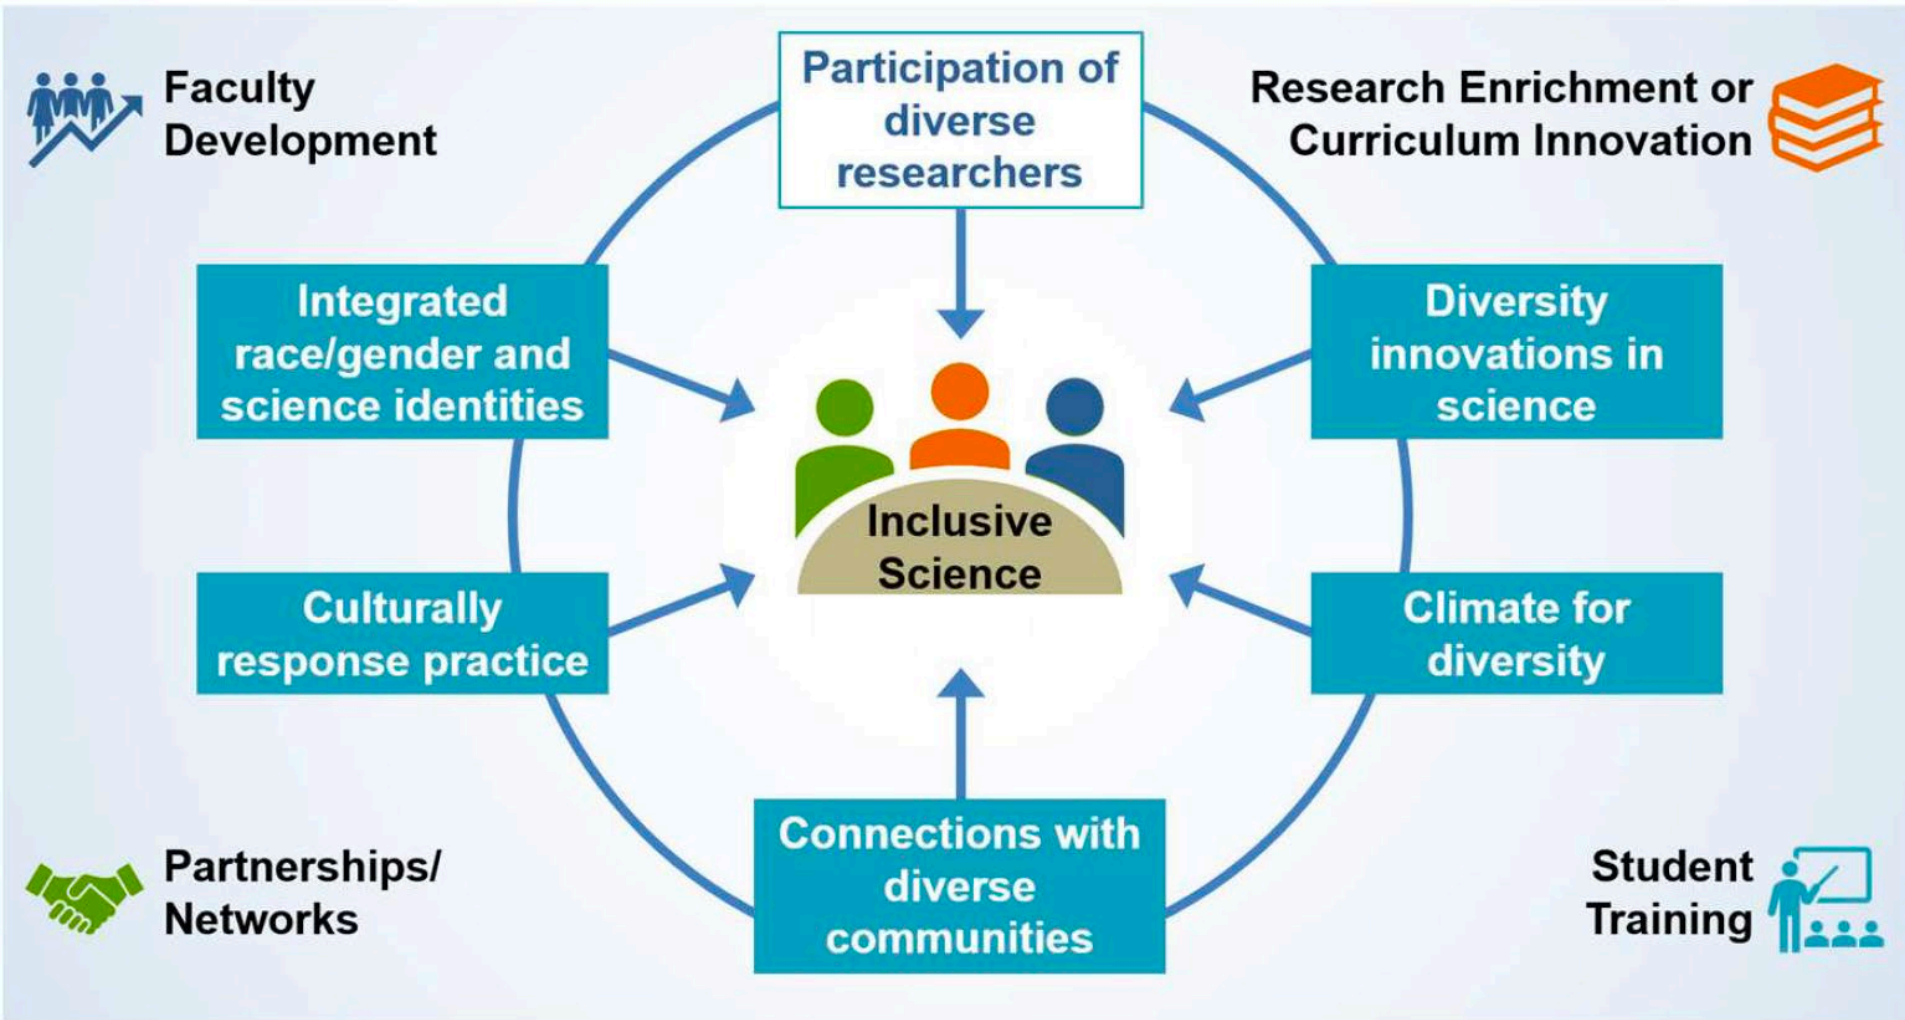 Faculty
Development
Participation of
diverse
researchers
Research Enrichment or
Curriculum Innovation
Integrated
race/gender and
science identities
Diversity
innovations in
science
Inclusive
Science
Culturally
response practice
Climate for
diversity
Connections with
diverse
communities
Partnerships/
Networks
Student
Training